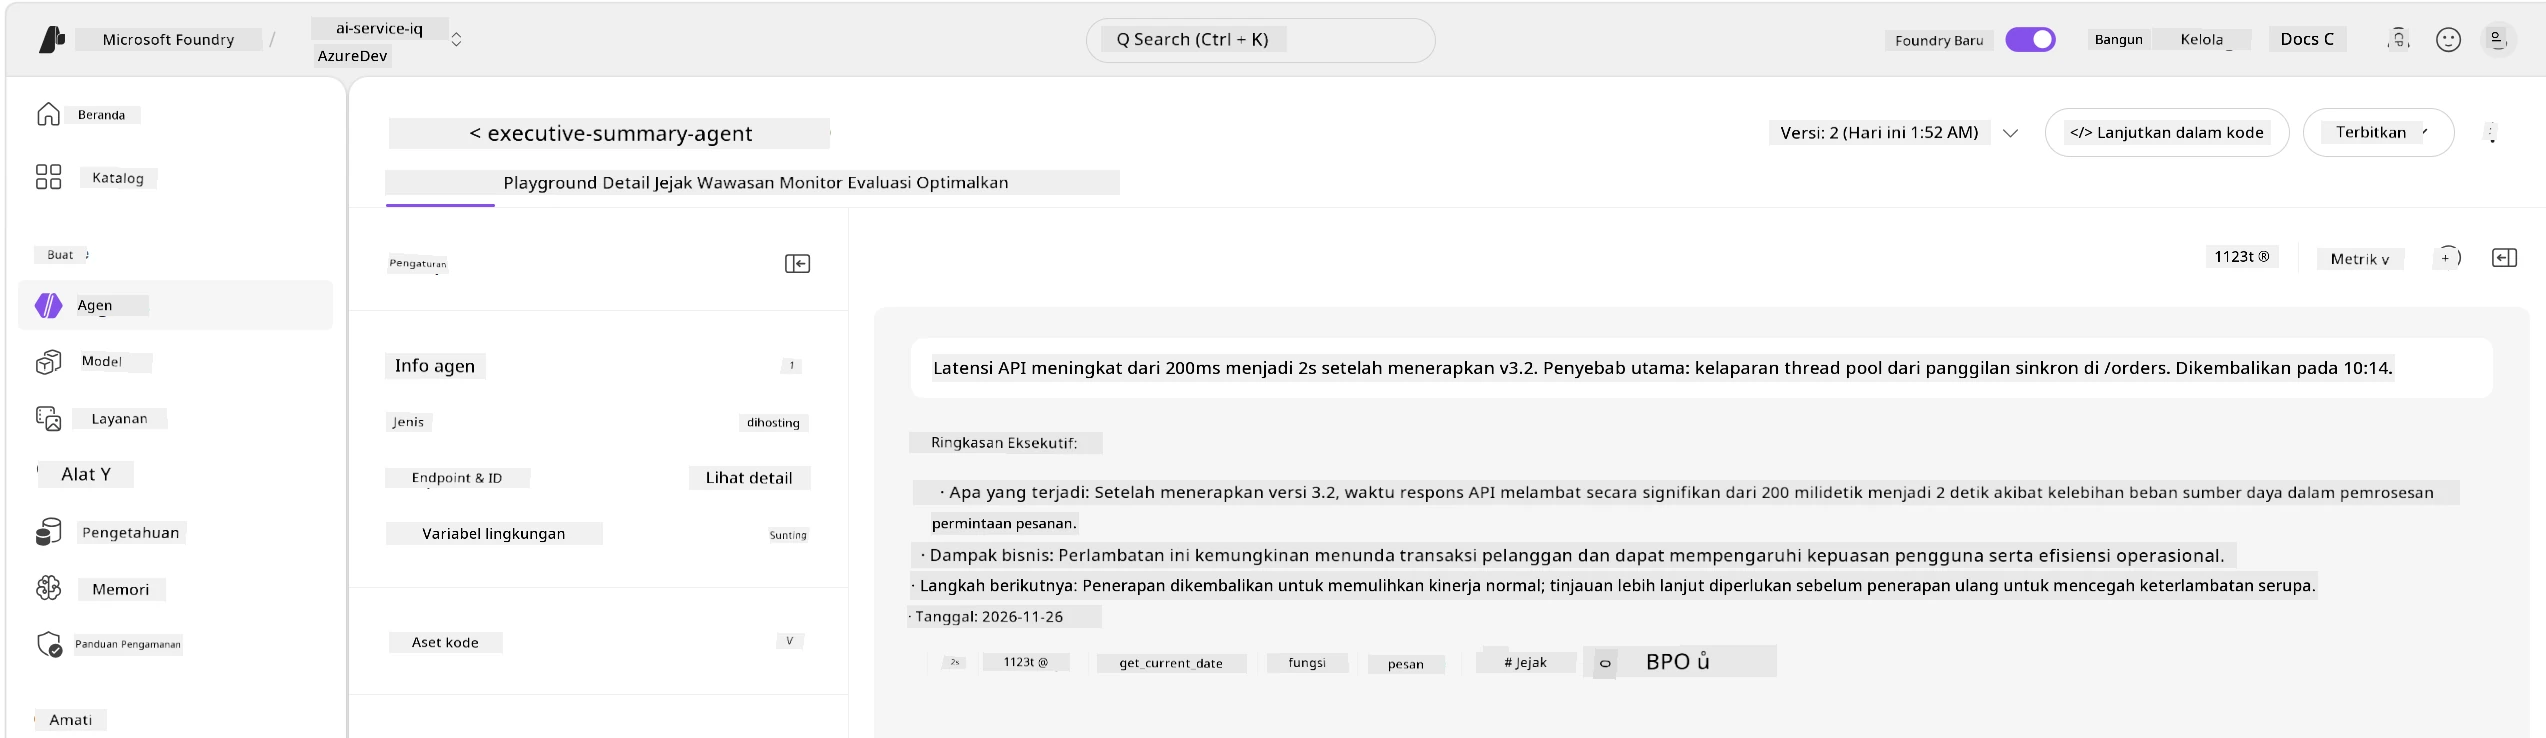 Microsoft Foundry /
ai-service-iq
AzureDev
Q Search (Ctrl + K)
Foundry Baru
Bangun
Kelola
Docs C
Beranda
Katalog
Buat
Agen
Model
Layanan
Alat Y
Pengetahuan
Memori
Panduan Pengamanan
Amati
< executive-summary-agent
Versi: 2 (Hari ini 1:52 AM)
</> Lanjutkan dalam kode
Terbitkan
Playground Detail Jejak Wawasan Monitor Evaluasi Optimalkan
Pengaturan
Info agen
1
Jenis
dihosting
Endpoint & ID
Lihat detail
Variabel lingkungan
Sunting
Aset kode
V
1123t ®
Metrik v
+
Latensi API meningkat dari 200ms menjadi 2s setelah menerapkan v3.2. Penyebab utama: kelaparan thread pool dari panggilan sinkron di /orders. Dikembalikan pada 10:14.
Ringkasan Eksekutif:
· Apa yang terjadi: Setelah menerapkan versi 3.2, waktu respons API melambat secara signifikan dari 200 milidetik menjadi 2 detik akibat kelebihan beban sumber daya dalam pemrosesan
permintaan pesanan.
· Dampak bisnis: Perlambatan ini kemungkinan menunda transaksi pelanggan dan dapat mempengaruhi kepuasan pengguna serta efisiensi operasional.
· Langkah berikutnya: Penerapan dikembalikan untuk memulihkan kinerja normal; tinjauan lebih lanjut diperlukan sebelum penerapan ulang untuk mencegah keterlambatan serupa.
· Tanggal: 2026-11-26
2s
1123t @
get_current_date
fungsi
pesan
# Jejak
BPO ů